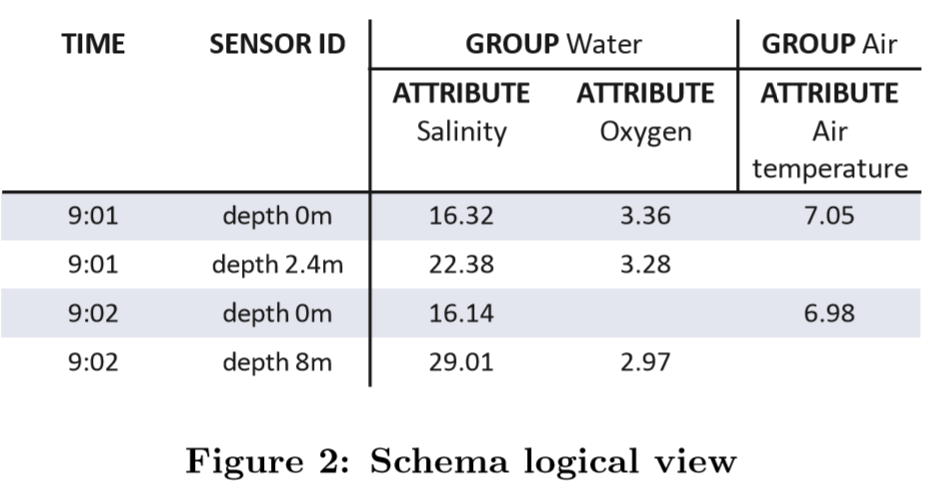 TIME SENSOR ID GROUP Water GROUP Air
ATTRIBUTE ATTRIBUTE ATTRIBUTE
Salinity Oxygen Air
temperature
9:01 depth 0m 16.32 3.36 7.05
9:01 depth 2.4m 22.38 3.28
9:02 depth 0m 16.14 6.98
9:02 depth 8m 29.01 2.97
Figure 2: Schema logical view